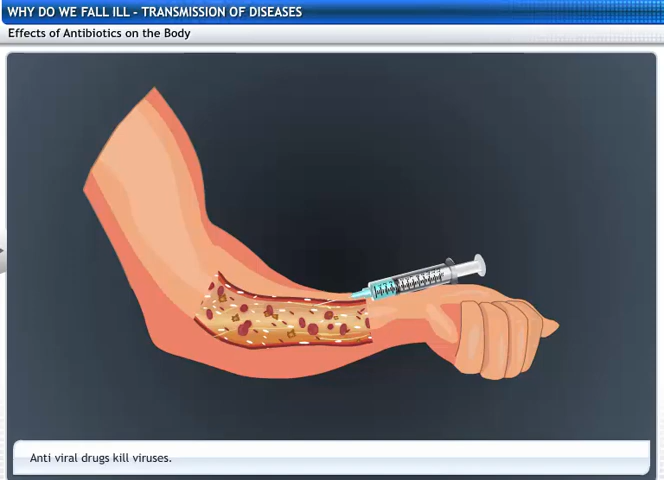 WHY DO WE FALL ILL - TRANSMISSION OF DISEASES
Effects of Antibiotics on the Body
Anti viral drugs kill viruses.